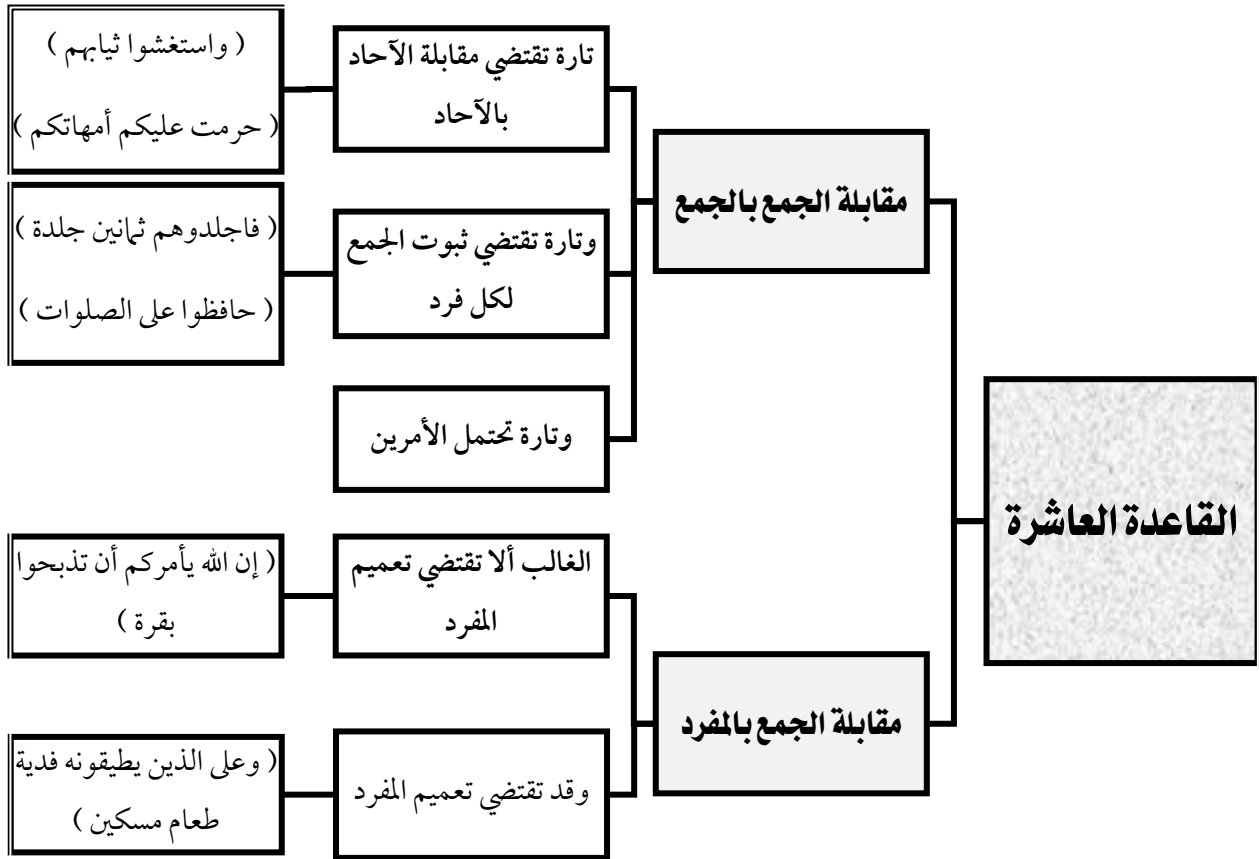 القاعدة العاشرة
مقابلة الجمع بالجمع
تارة تقتضي مقابلة الآحاد
بالآحاد
( واستغشوا ثيابهم )
( حرمت عليكم أمهاتكم )
وتارة تقتضي ثبوت الجمع
لكل فرد
( فاجلدوهم ثمانين جلدة )
( حافظوا على الصلوات )
وتارة تحتمل الأمرين
مقابلة الجمع بالمفرد
الغالب ألا تقتضي تعميم
المفرد
( إن الله يأمركم أن تذبحوا
بقرة )
وقد تقتضي تعميم المفرد
( وعلى الذين يطيقونه فدية
طعام مسكين )